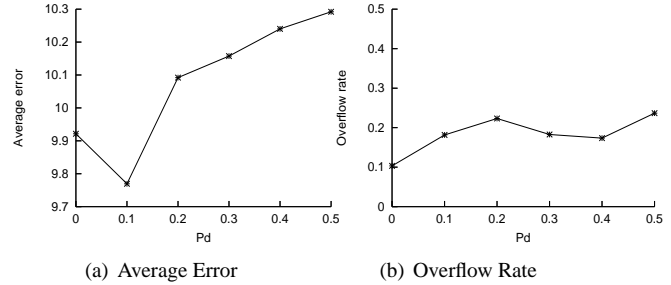 10.3
10.2
10.1
10
9.9
9.8
9.7
Average error
0 0.1 0.2 0.3 0.4 0.5
Pd
(a) Average Error
0.5
0.4
0.3
0.2
0.1
0
Overflow rate
0 0.1 0.2 0.3 0.4 0.5
Pd
(b) Overflow Rate